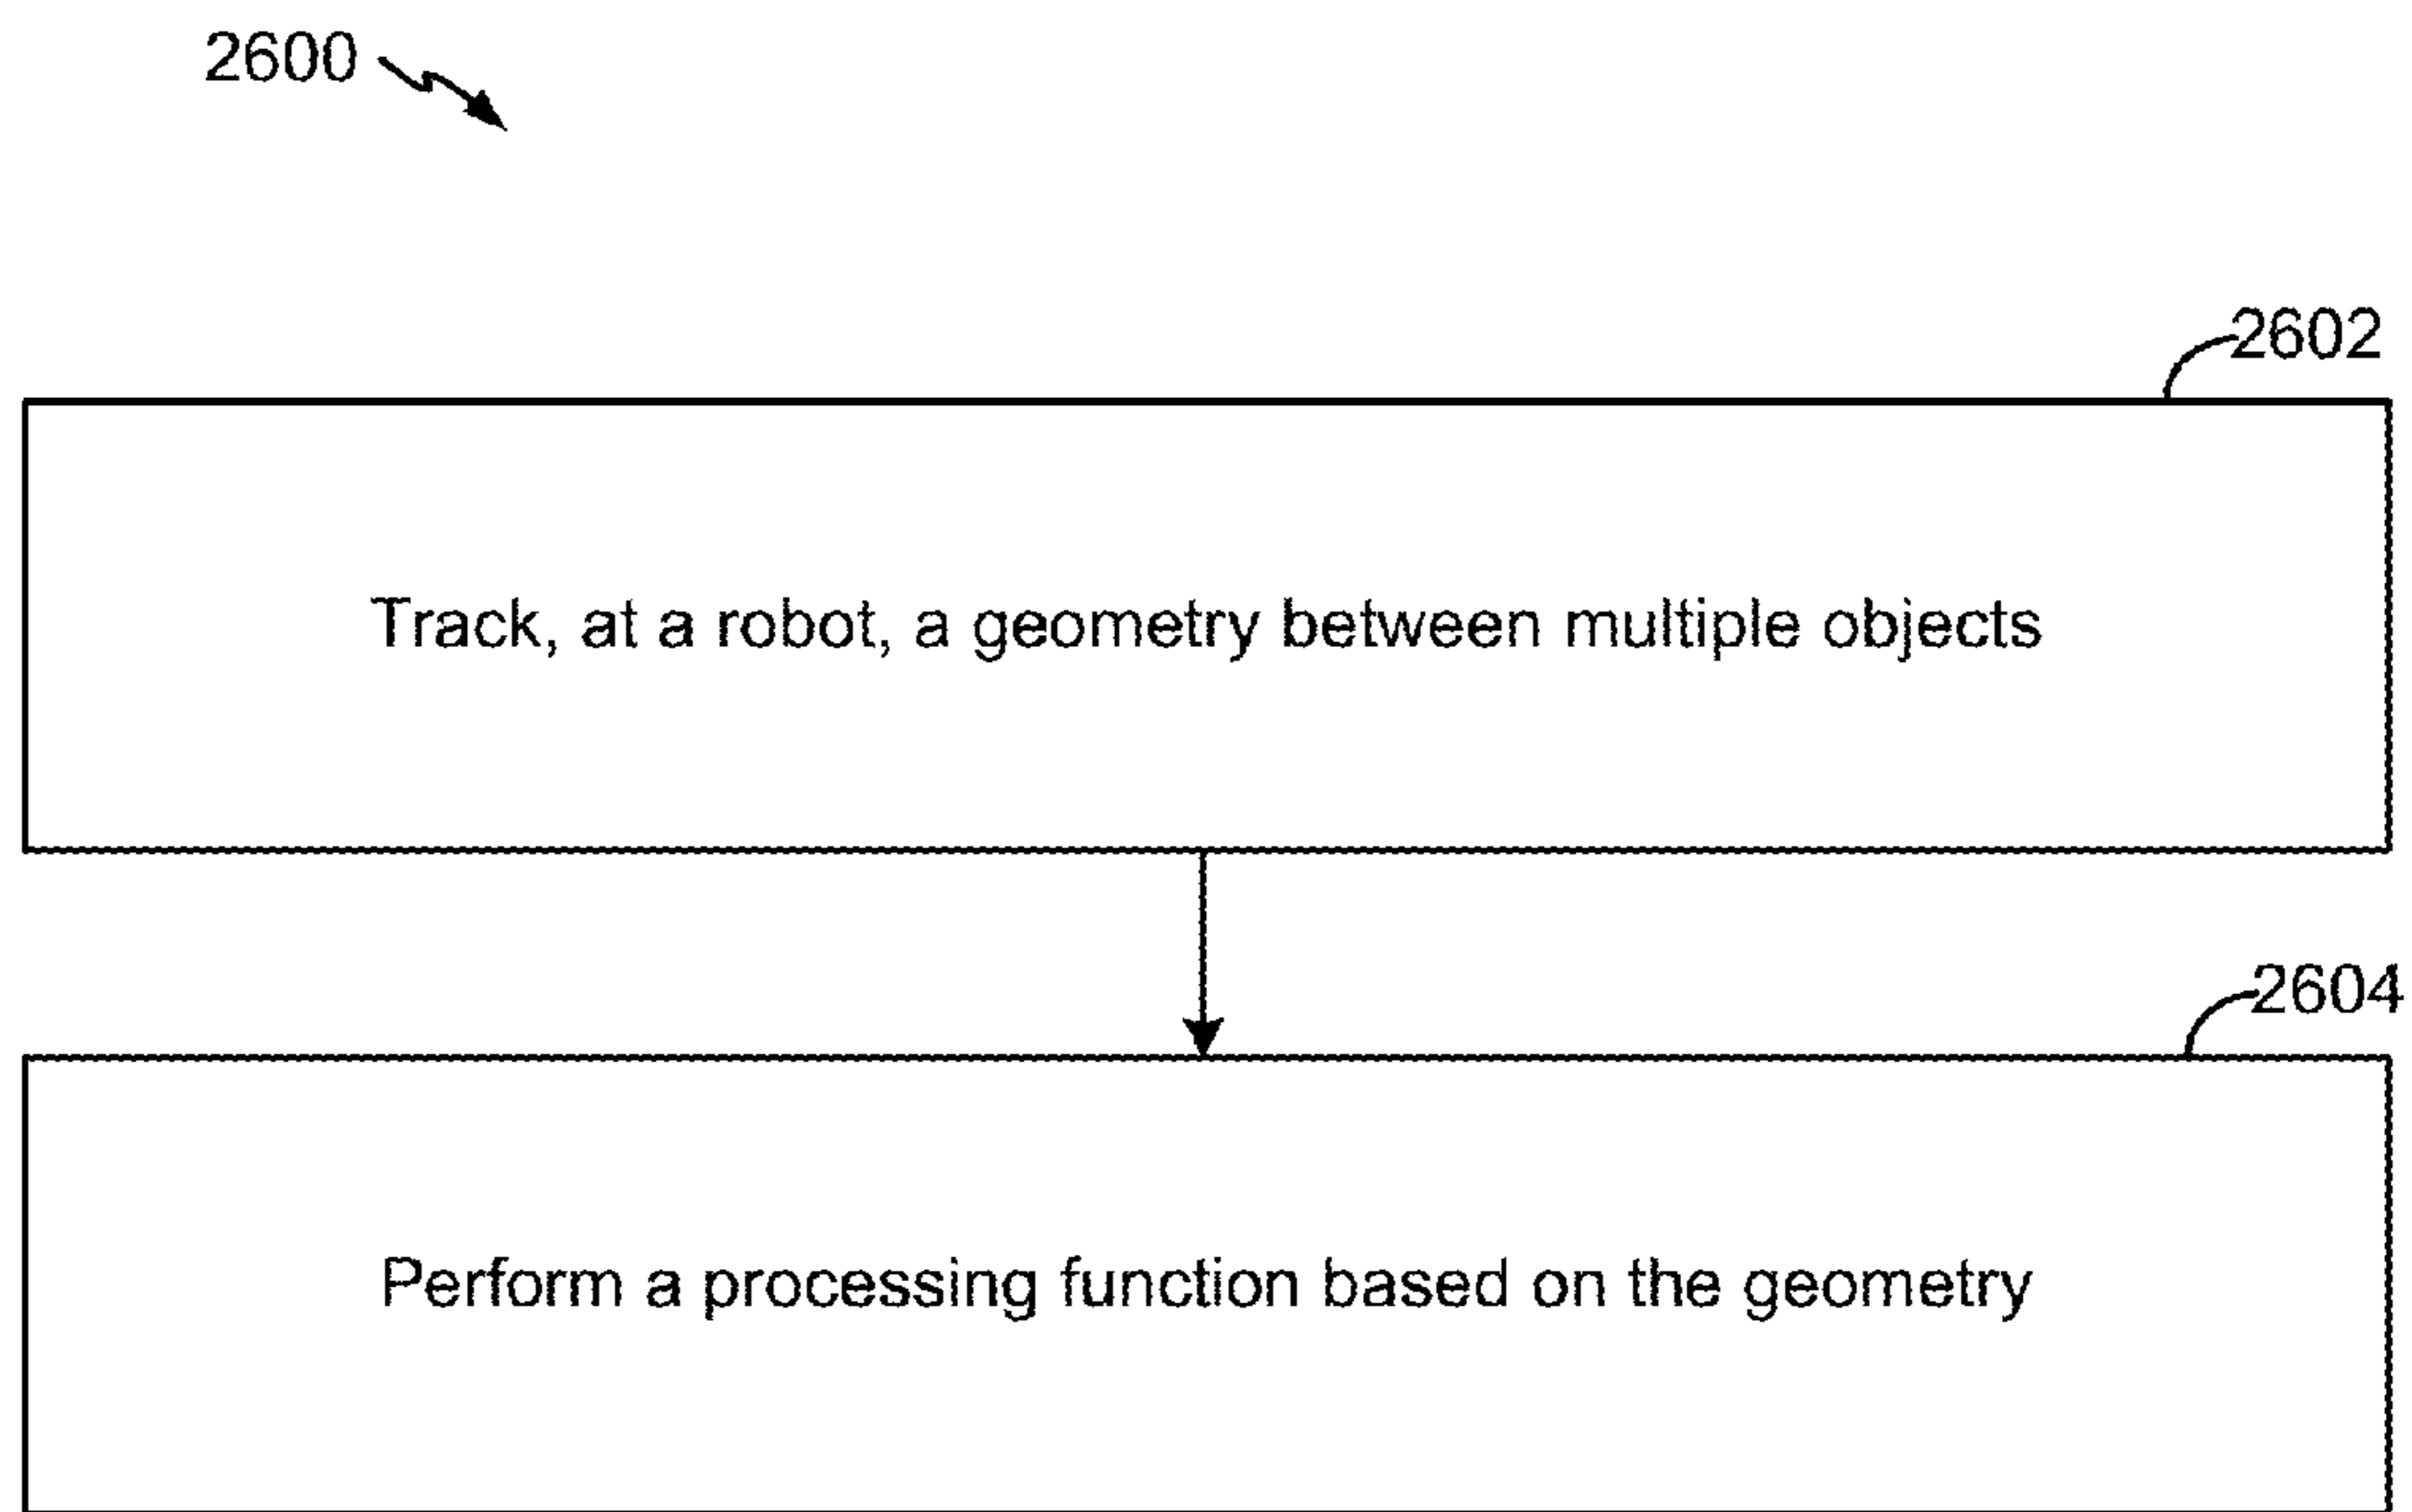 2600
2602
Track, at a robot, a geometry between multiple objects
2604
Perform a processing function based on the geometry